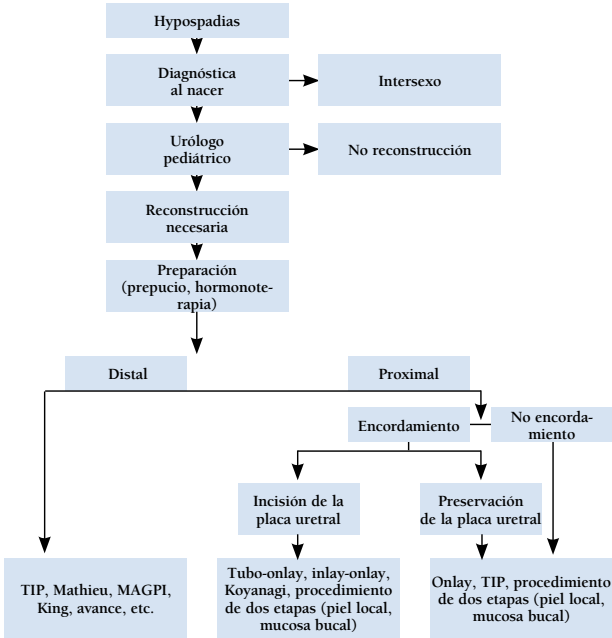 Hypospadias
Diagnóstica
al nacer
Intersexo
Urólogo
pediátrico
No reconstrucción
Reconstrucción
necesaria
Preparación
(prepucio, hormonote-
rapia)
Distal
Proximal
Encordamiento
No encorda-
miento
Incisión de la
placa uretral
Preservación
de la placa uretral
TIP, Mathieu, MAGPI,
King, avance, etc.
Tubo-onlay, inlay-onlay,
Koyanagi, procedimiento
de dos etapas (piel local,
mucosa bucal)
Onlay, TIP, procedimiento
de dos etapas (piel local,
mucosa bucal)